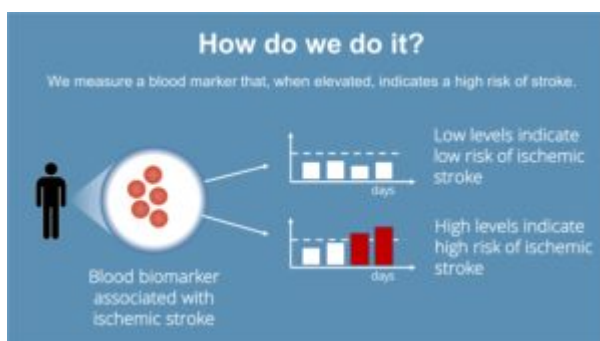 How do we do it?
We measure a blood marker that, when elevated, indicates a high risk of stroke.
Low levels indicate
low risk of ischemic
stroke
days
High levels indicate
high risk of ischemic
stroke
days
Blood biomarker
associated with
ischemic stroke